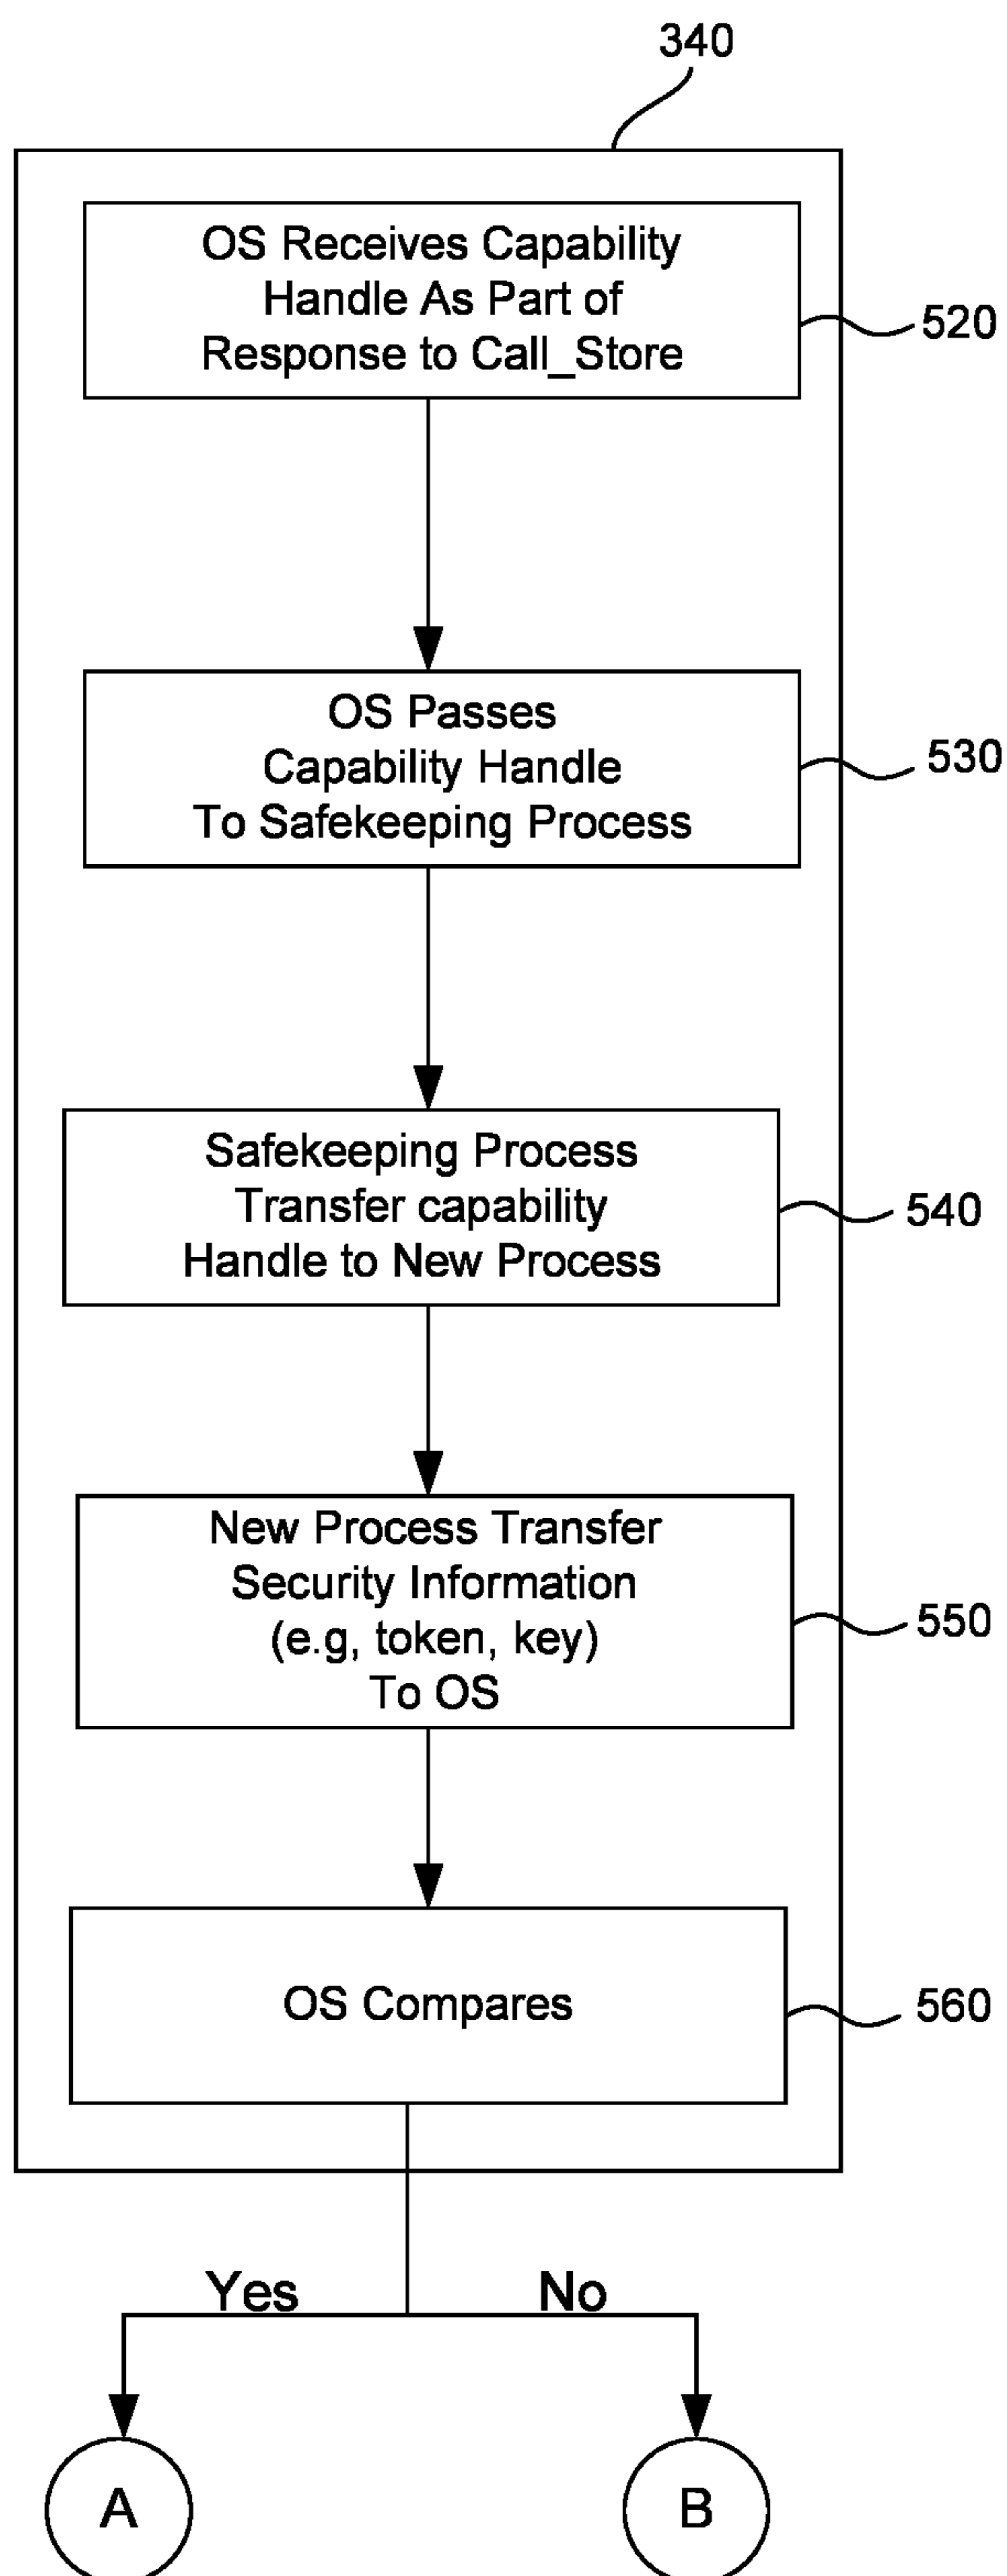 340
OS Receives Capability
Handle As Part of
Response to Call_Store
520
OS Passes
Capability Handle
To Safekeeping Process
530
Safekeeping Process
Transfer capability
Handle to New Process
540
New Process Transfer
Security Information
(e.g, token, key)
To OS
550
OS Compares
560
Yes
No
A
B